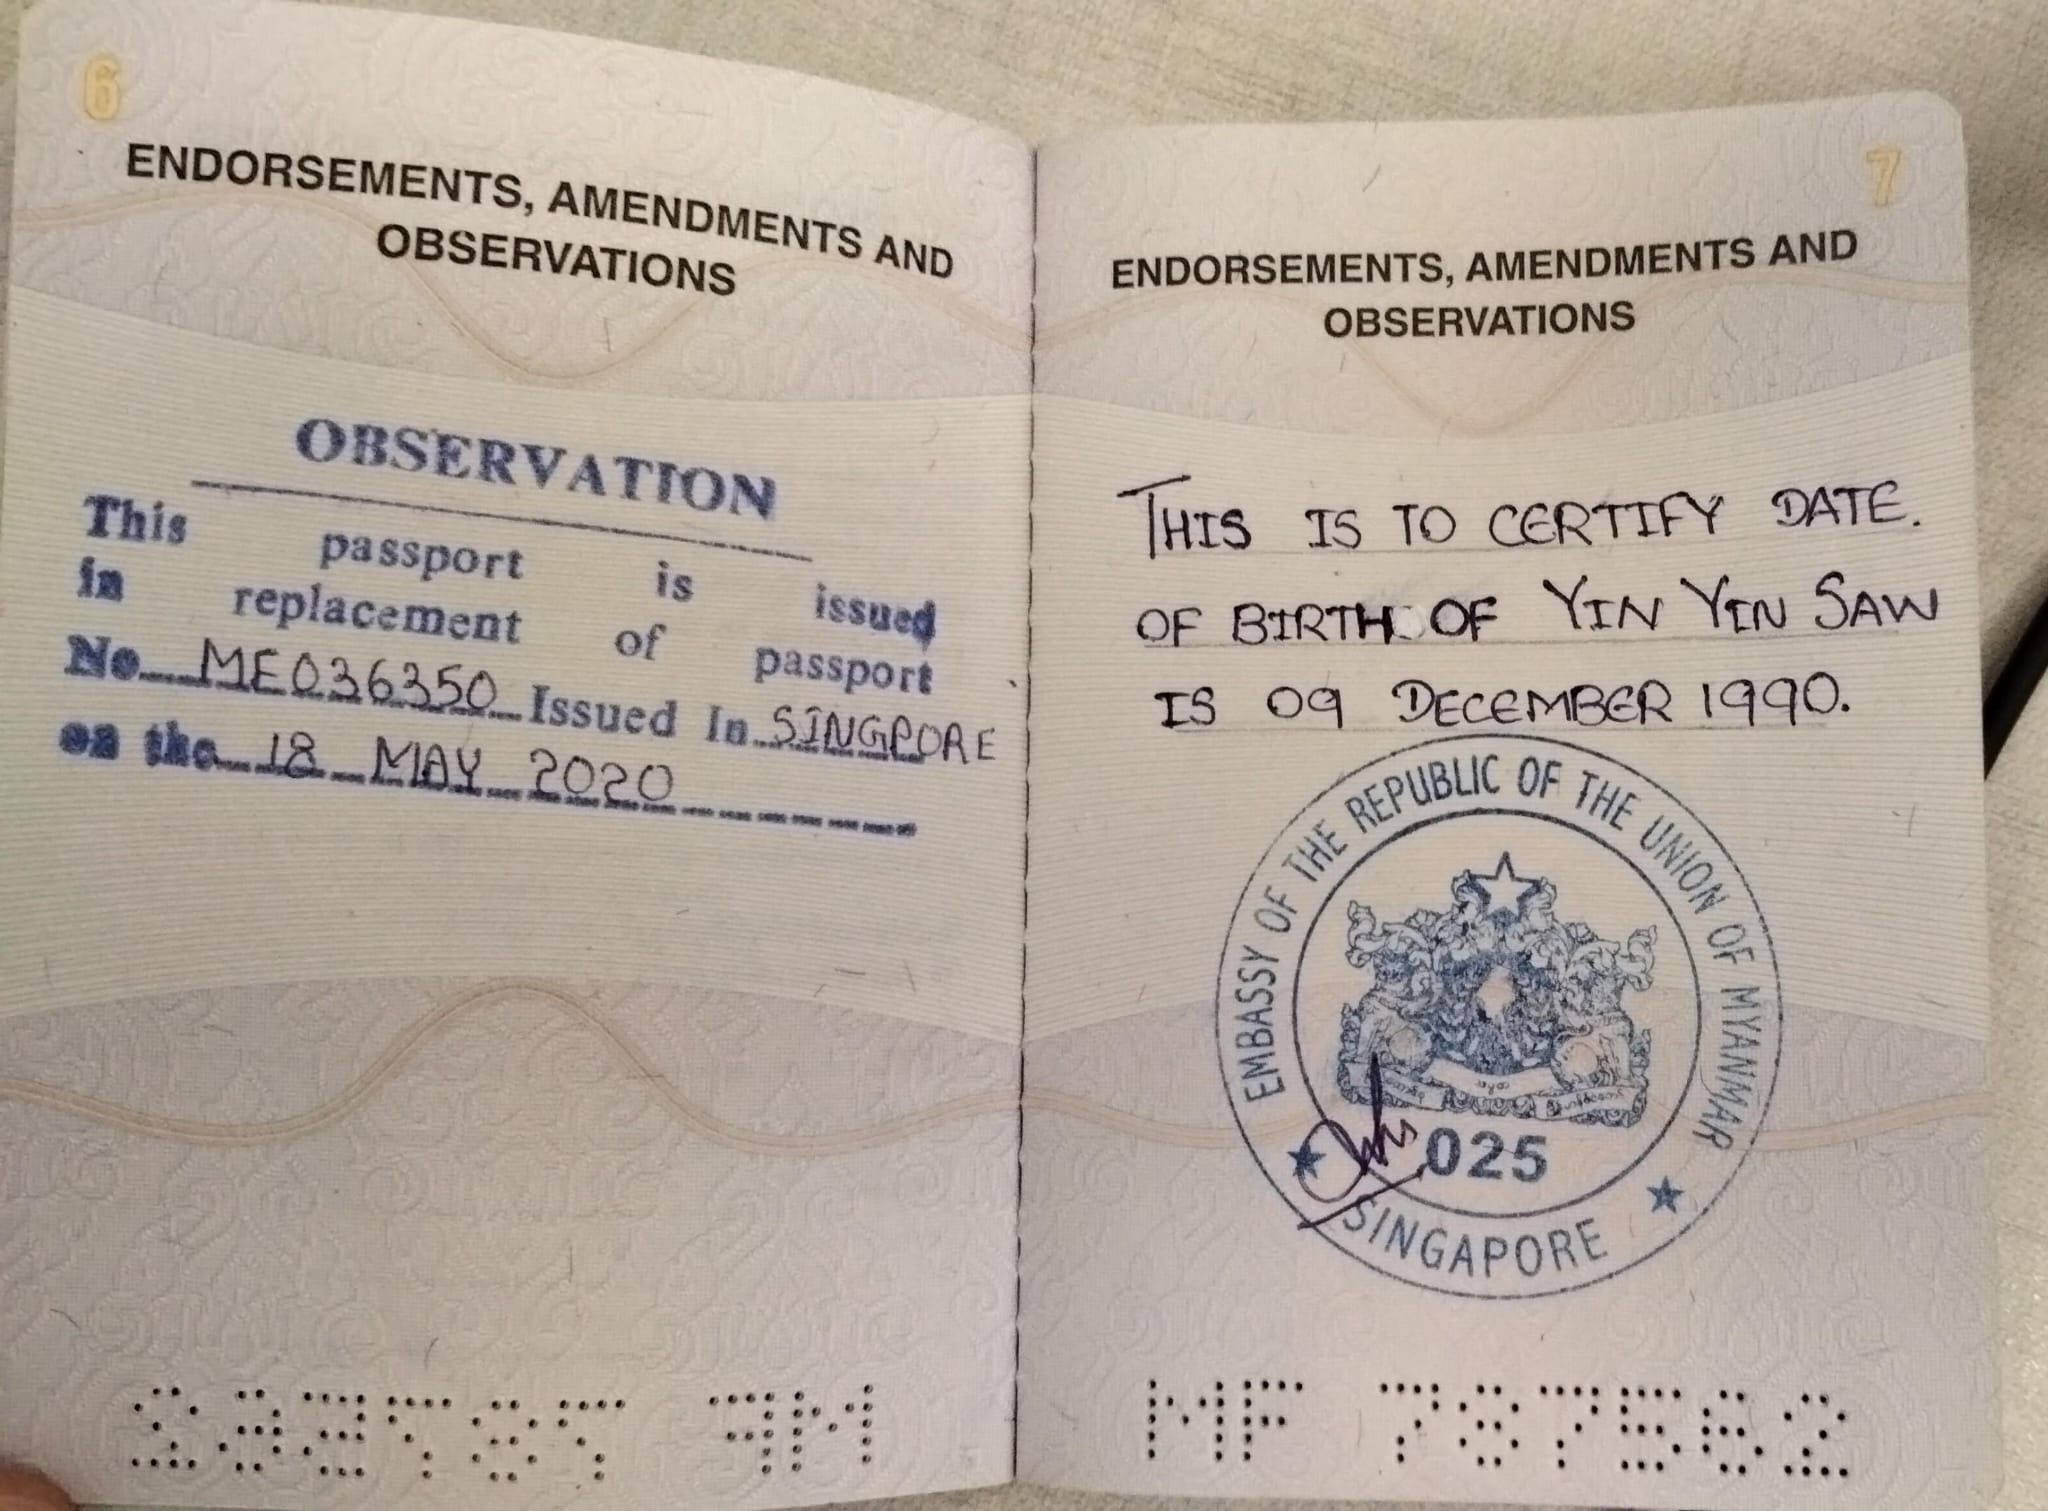 6
ENDORSEMENTS, AMENDMENTS AND
OBSERVATIONS
OBSERVATION
This passport is issued
in replacement of passport
No ME036350 Issued In SINGPORE
on the 18 MAY 2020
7
ENDORSEMENTS, AMENDMENTS AND
OBSERVATIONS
THIS IS TO CERTIFY DATE.
OF BIRTH OF YIN YIN SAW
IS 09 DECEMBER 1990.
EMBASSY OF THE REPUBLIC OF THE UNION OF MYANMAR
025
SINGAPORE
MF 787562